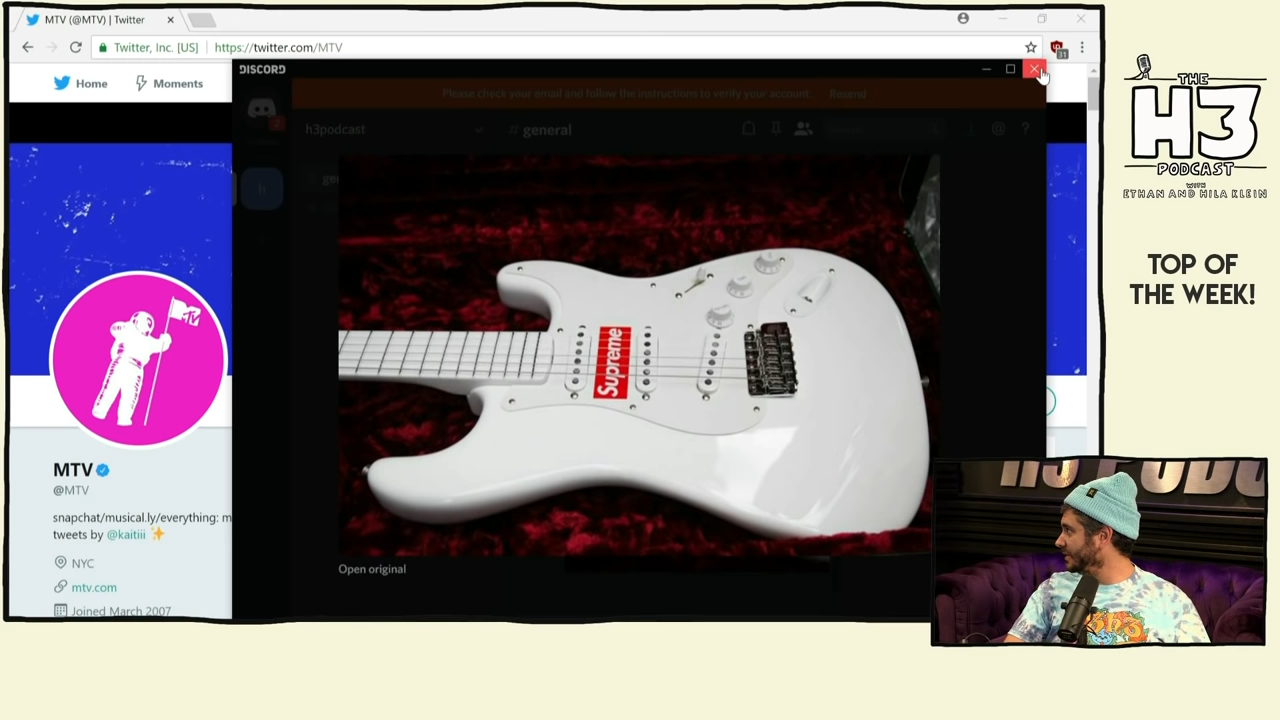 MTV (@MTV) | Twitter
Twitter, Inc. [US]
https://twitter.com/MTV
31
Home
Moments
DISCORD
Please check your email and follow the instructions to verify your account.
Resend
h3podcast
# general
@
?
h
Supreme
Open original
MTV
MTV
@MTV
snapchat/musical.ly/everything: m
tweets by @kaitiii ✨
NYC
mtv.com
Joined March 2007
THE
H3
PODCAST
WITH
ETHAN AND HILA KLEIN
TOP OF
THE WEEK!